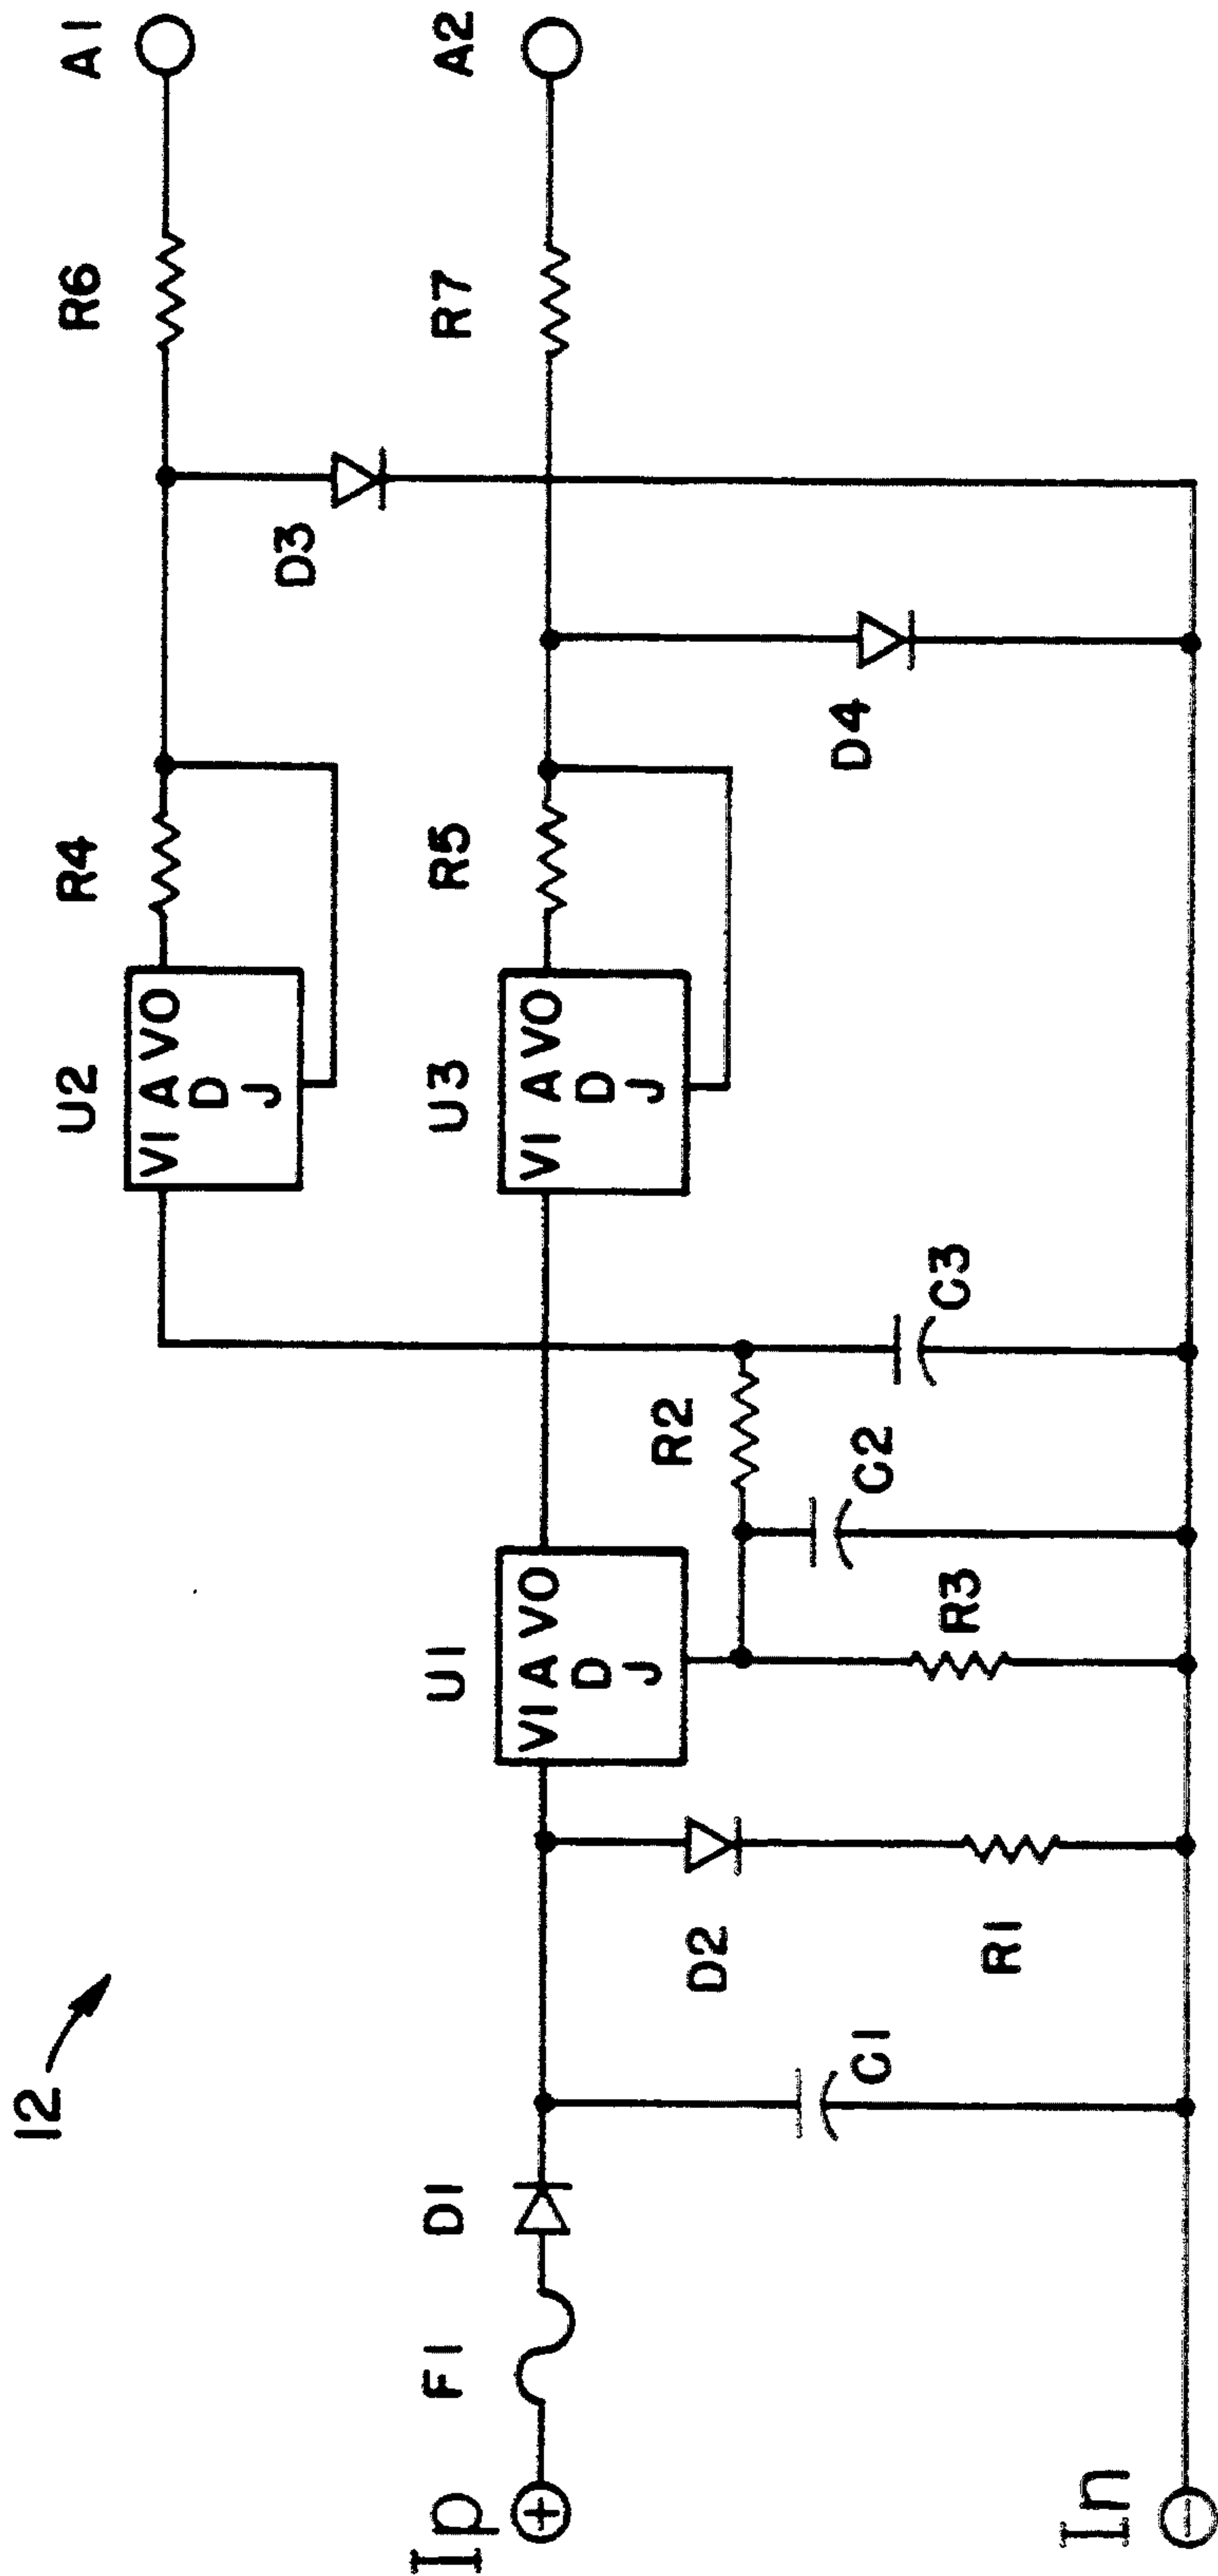 12
U2
VI A VO
D
J
R4
R6
A1
D3
Ip
F1
D1
U1
VI A VO
D
J
U3
VI A VO
D
J
R5
R7
A2
D2
R2
D4
C1
C2
C3
R1
R3
In